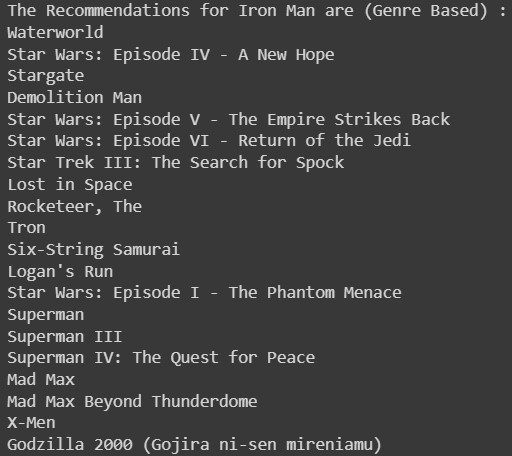 The Recommendations for Iron Man are (Genre Based) :
Waterworld
Star Wars: Episode IV - A New Hope
Stargate
Demolition Man
Star Wars: Episode V - The Empire Strikes Back
Star Wars: Episode VI - Return of the Jedi
Star Trek III: The Search for Spock
Lost in Space
Rocketeer, The
Tron
Six-String Samurai
Logan's Run
Star Wars: Episode I - The Phantom Menace
Superman
Superman III
Superman IV: The Quest for Peace
Mad Max
Mad Max Beyond Thunderdome
X-Men
Godzilla 2000 (Gojira ni-sen mireniamu)